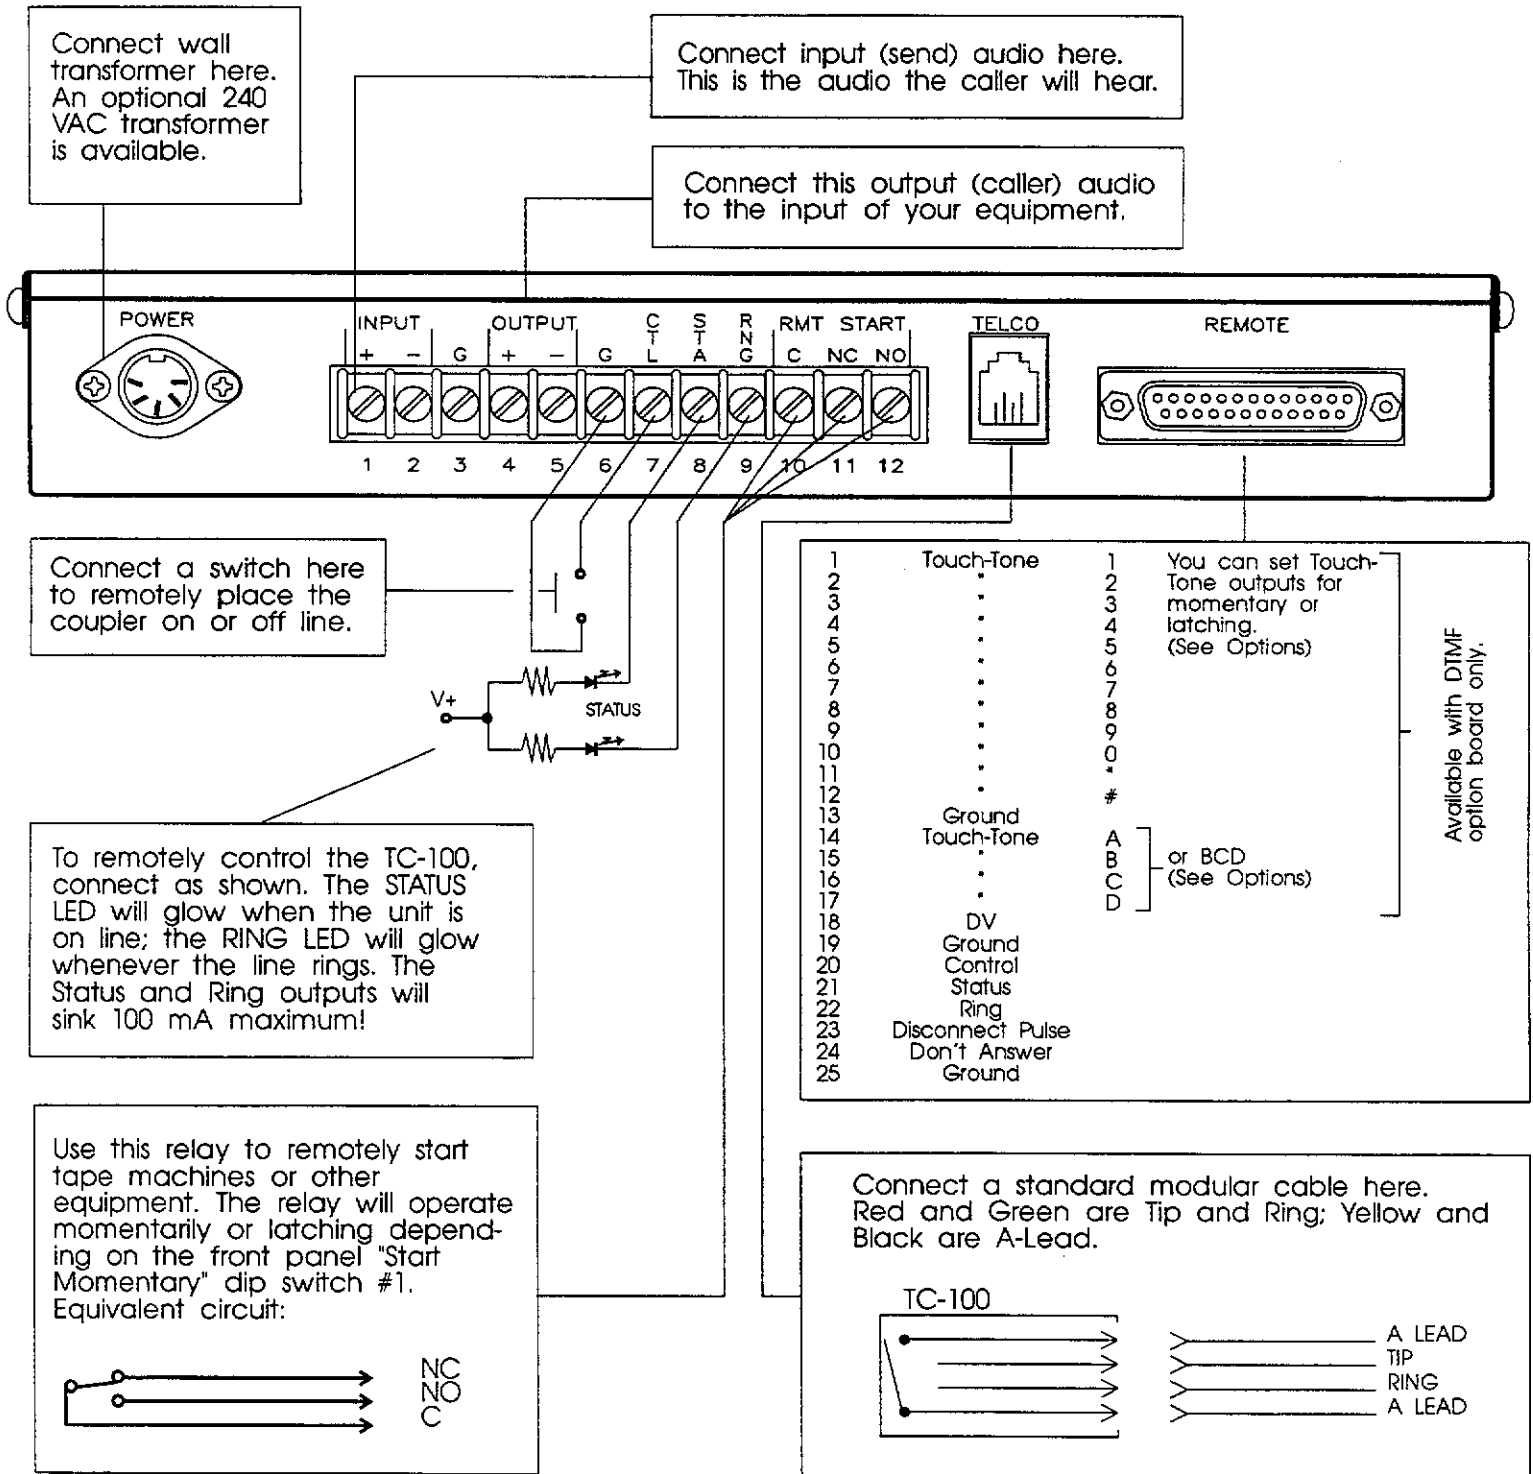 Connect wall
transformer here.
An optional 240
VAC transformer
is available.
Connect input (send) audio here.
This is the audio the caller will hear.
Connect this output (caller) audio
to the input of your equipment.
POWER
INPUT
OUTPUT
CTL
STA
RNG
RMT START
TELCO
REMOTE
+ - G + - G C NC NO
1 2 3 4 5 6 7 8 9 10 11 12
Connect a switch here
to remotely place the
coupler on or off line.
V+
STATUS
To remotely control the TC-100,
connect as shown. The STATUS
LED will glow when the unit is
on line; the RING LED will glow
whenever the line rings. The
Status and Ring outputs will
sink 100 mA maximum!
1 Touch-Tone 1
2 " 2
3 " 3
4 " 4
5 " 5
6 " 6
7 " 7
8 " 8
9 " 9
10 " 0
11 " *
12 " #
13 Ground
14 Touch-Tone A
15 " B
16 " C
17 " D
18 DV
19 Ground
20 Control
21 Status
22 Ring
23 Disconnect Pulse
24 Don't Answer
25 Ground
You can set Touch-
Tone outputs for
momentary or
latching.
(See Options)
or BCD
(See Options)
Available with DTMF
option board only.
Use this relay to remotely start
tape machines or other
equipment. The relay will operate
momentarily or latching depend-
ing on the front panel "Start
Momentary" dip switch #1.
Equivalent circuit:
NC
NO
C
Connect a standard modular cable here.
Red and Green are Tip and Ring; Yellow and
Black are A-Lead.
TC-100
A LEAD
TIP
RING
A LEAD